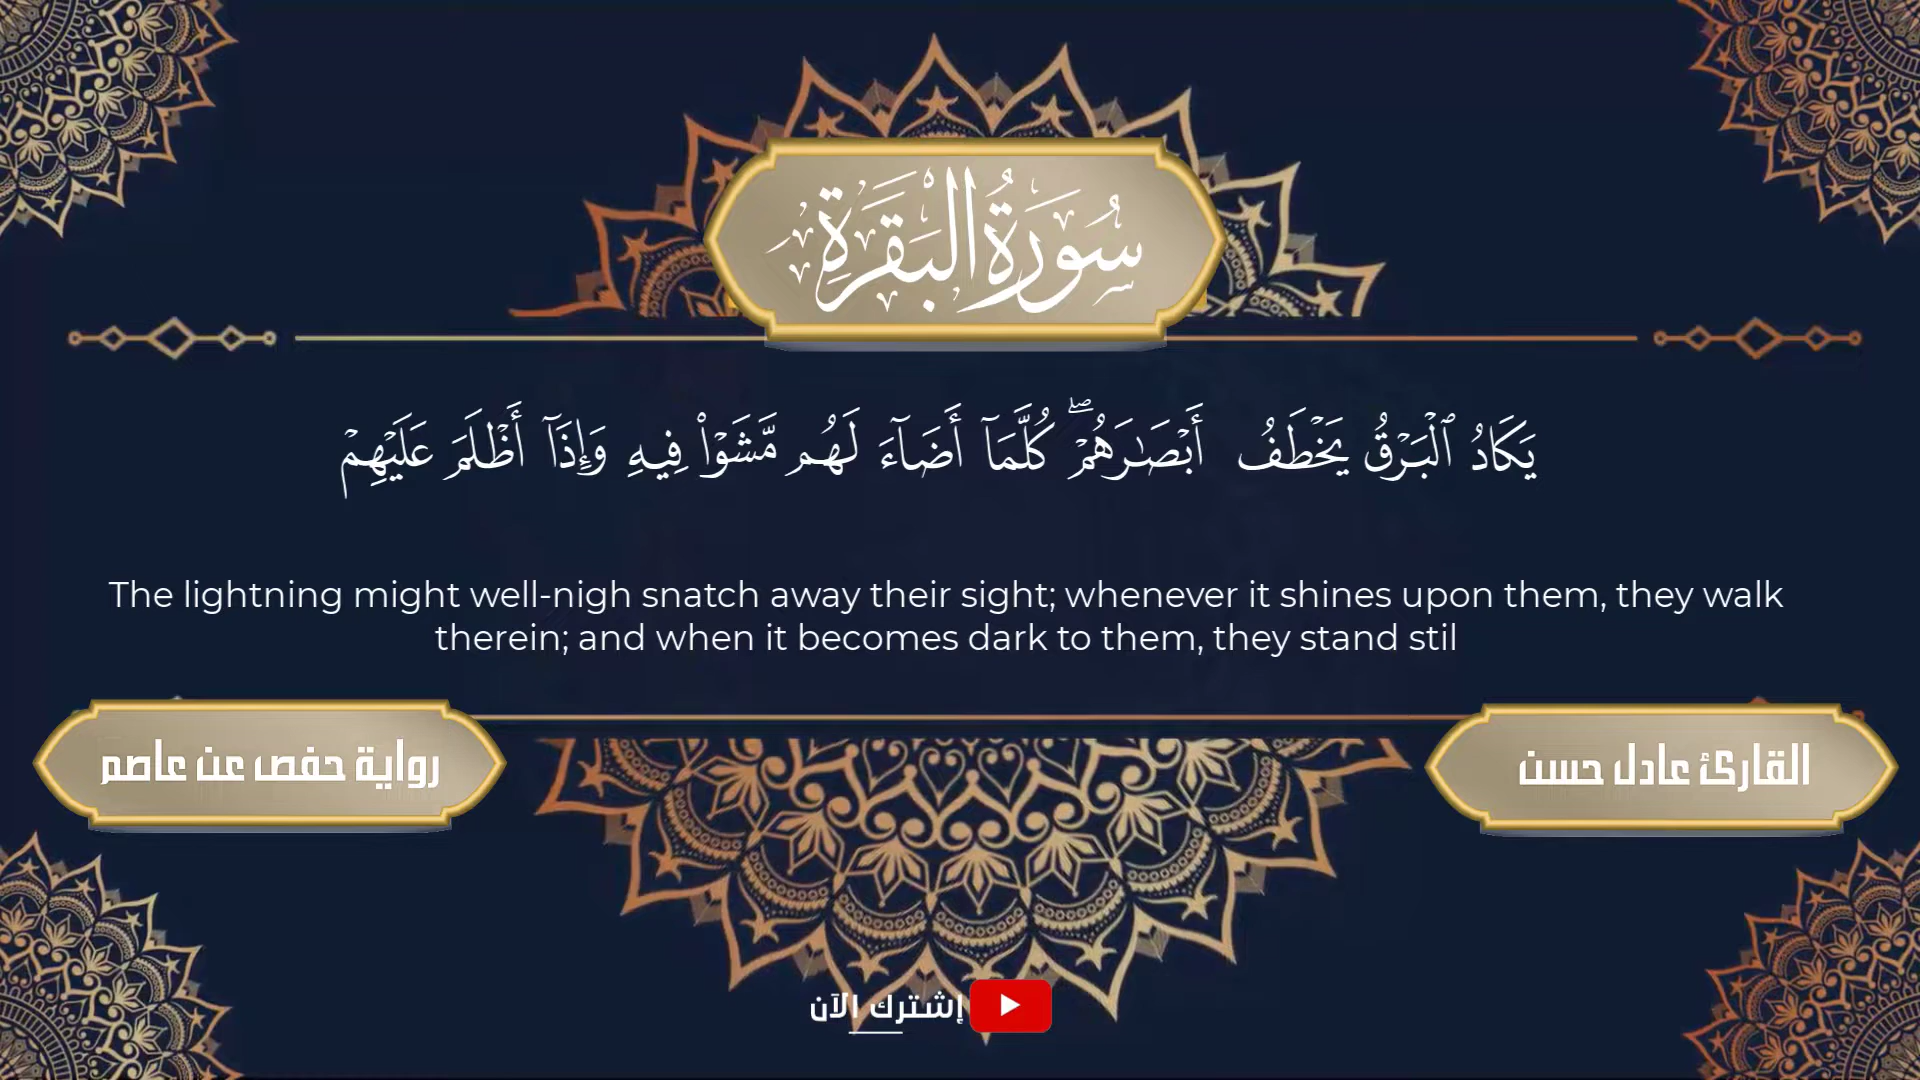 سُورَةُ البَقَرَةِ
يَكَادُ ٱلْبَرْقُ يَخْطَفُ أَبْصَـٰرَهُمْ ۖ كُلَّمَآ أَضَآءَ لَهُم مَّشَوْا۟ فِيهِ وَإِذَآ أَظْلَمَ عَلَيْهِمْ
The lightning might well-nigh snatch away their sight; whenever it shines upon them, they walk
therein; and when it becomes dark to them, they stand stil
القارئ عادل حسن
رواية حفص عن عاصم
إشترك الآن